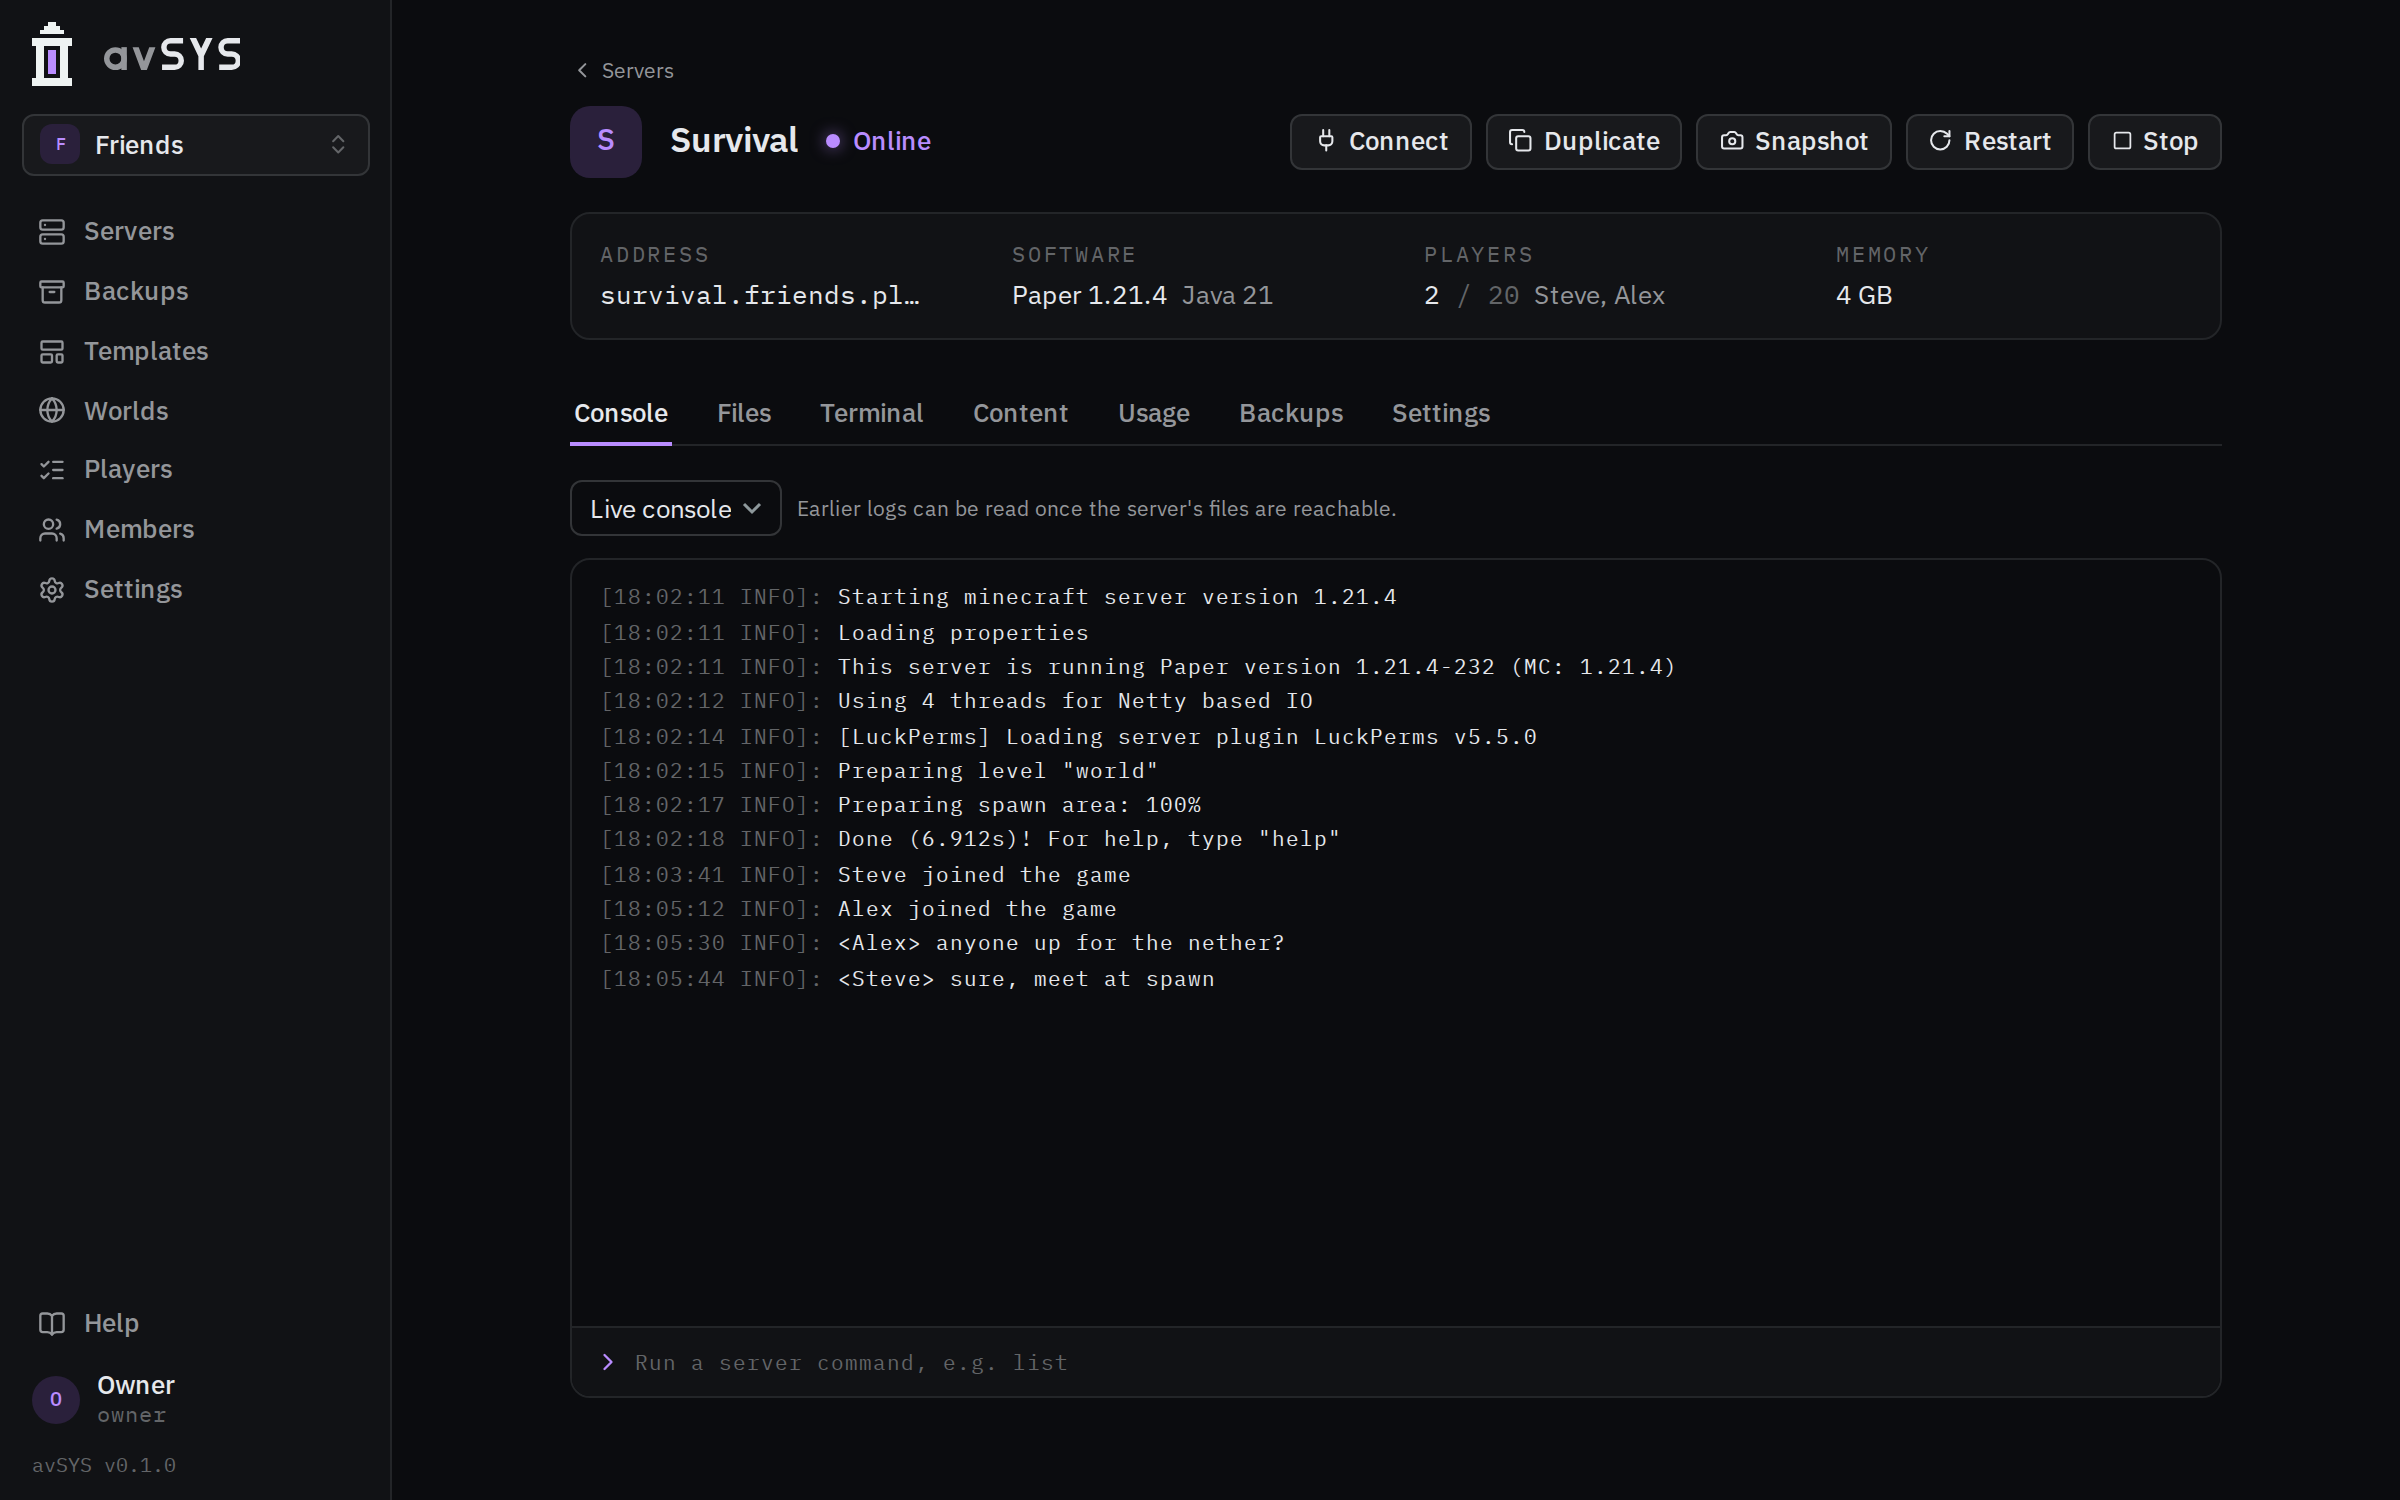 avSYS
F Friends
Servers
Backups
Templates
Worlds
Players
Members
Settings
Help
O Owner
owner
avSYS v0.1.0
Servers
S Survival Online
Connect Duplicate Snapshot Restart Stop
ADDRESS SOFTWARE PLAYERS MEMORY
survival.friends.pl… Paper 1.21.4 Java 21 2 / 20 Steve, Alex 4 GB
Console Files Terminal Content Usage Backups Settings
Live console Earlier logs can be read once the server's files are reachable.
[18:02:11 INFO]: Starting minecraft server version 1.21.4
[18:02:11 INFO]: Loading properties
[18:02:11 INFO]: This server is running Paper version 1.21.4-232 (MC: 1.21.4)
[18:02:12 INFO]: Using 4 threads for Netty based IO
[18:02:14 INFO]: [LuckPerms] Loading server plugin LuckPerms v5.5.0
[18:02:15 INFO]: Preparing level "world"
[18:02:17 INFO]: Preparing spawn area: 100%
[18:02:18 INFO]: Done (6.912s)! For help, type "help"
[18:03:41 INFO]: Steve joined the game
[18:05:12 INFO]: Alex joined the game
[18:05:30 INFO]: <Alex> anyone up for the nether?
[18:05:44 INFO]: <Steve> sure, meet at spawn
Run a server command, e.g. list